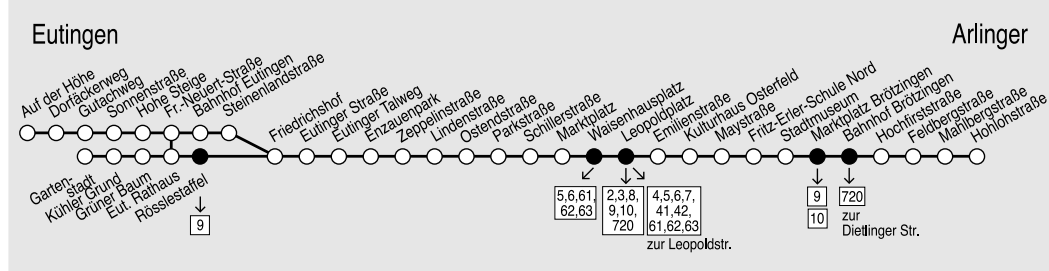 Eutingen
Arlinger
Auf der Höhe
Dorfäckerweg
Gutachweg
Sonnenstraße
Hohe Steige
Fr.-Neuert-Straße
Bahnhof Eutingen
Steinenlandstraße
Friedrichshof
Eutinger Straße
Eutinger Talweg
Enzauenpark
Zeppelinstraße
Lindenstraße
Ostendstraße
Parkstraße
Schillerstraße
Marktplatz
Waisenhausplatz
Leopoldplatz
Emilienstraße
Kulturhaus Osterfeld
Maystraße
Fritz-Erler-Schule Nord
Stadtmuseum
Marktplatz Brötzingen
Bahnhof Brötzingen
Hochfirststraße
Feldbergstraße
Mahlbergstraße
Hohlohstraße
Garten-
stadt
Kühler Grund
Grüner Baum
Eut. Rathaus
Rösslestaffel
9
5,6,61,
62,63
2,3,8,
9,10,
720
4,5,6,7,
41,42,
61,62,63
zur Leopoldstr.
9
10
720
zur
Dietlinger Str.